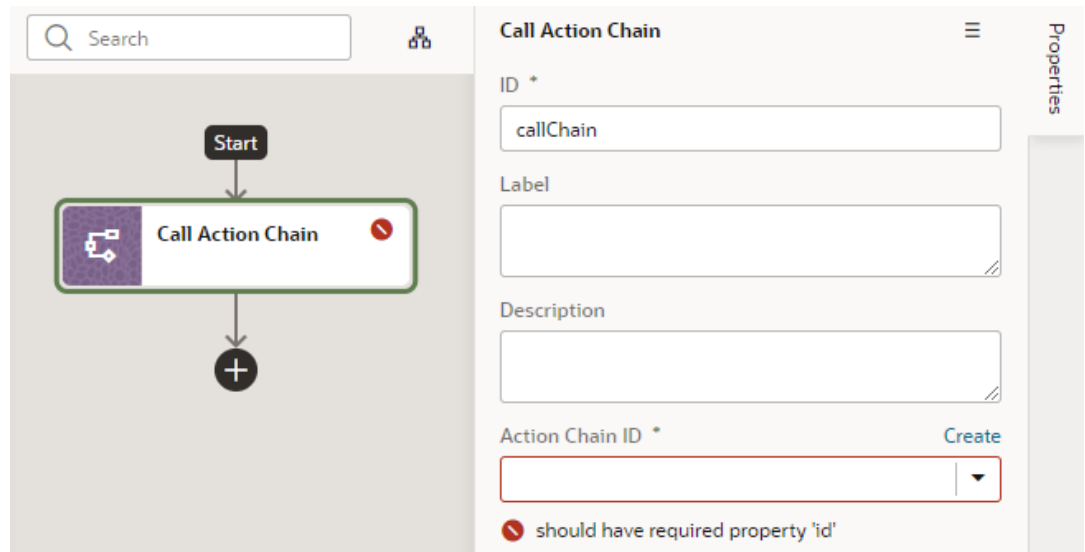 Search
Start
Call Action Chain
Call Action Chain
ID *
callChain
Label
Description
Action Chain ID *
Create
should have required property 'id'
Properties